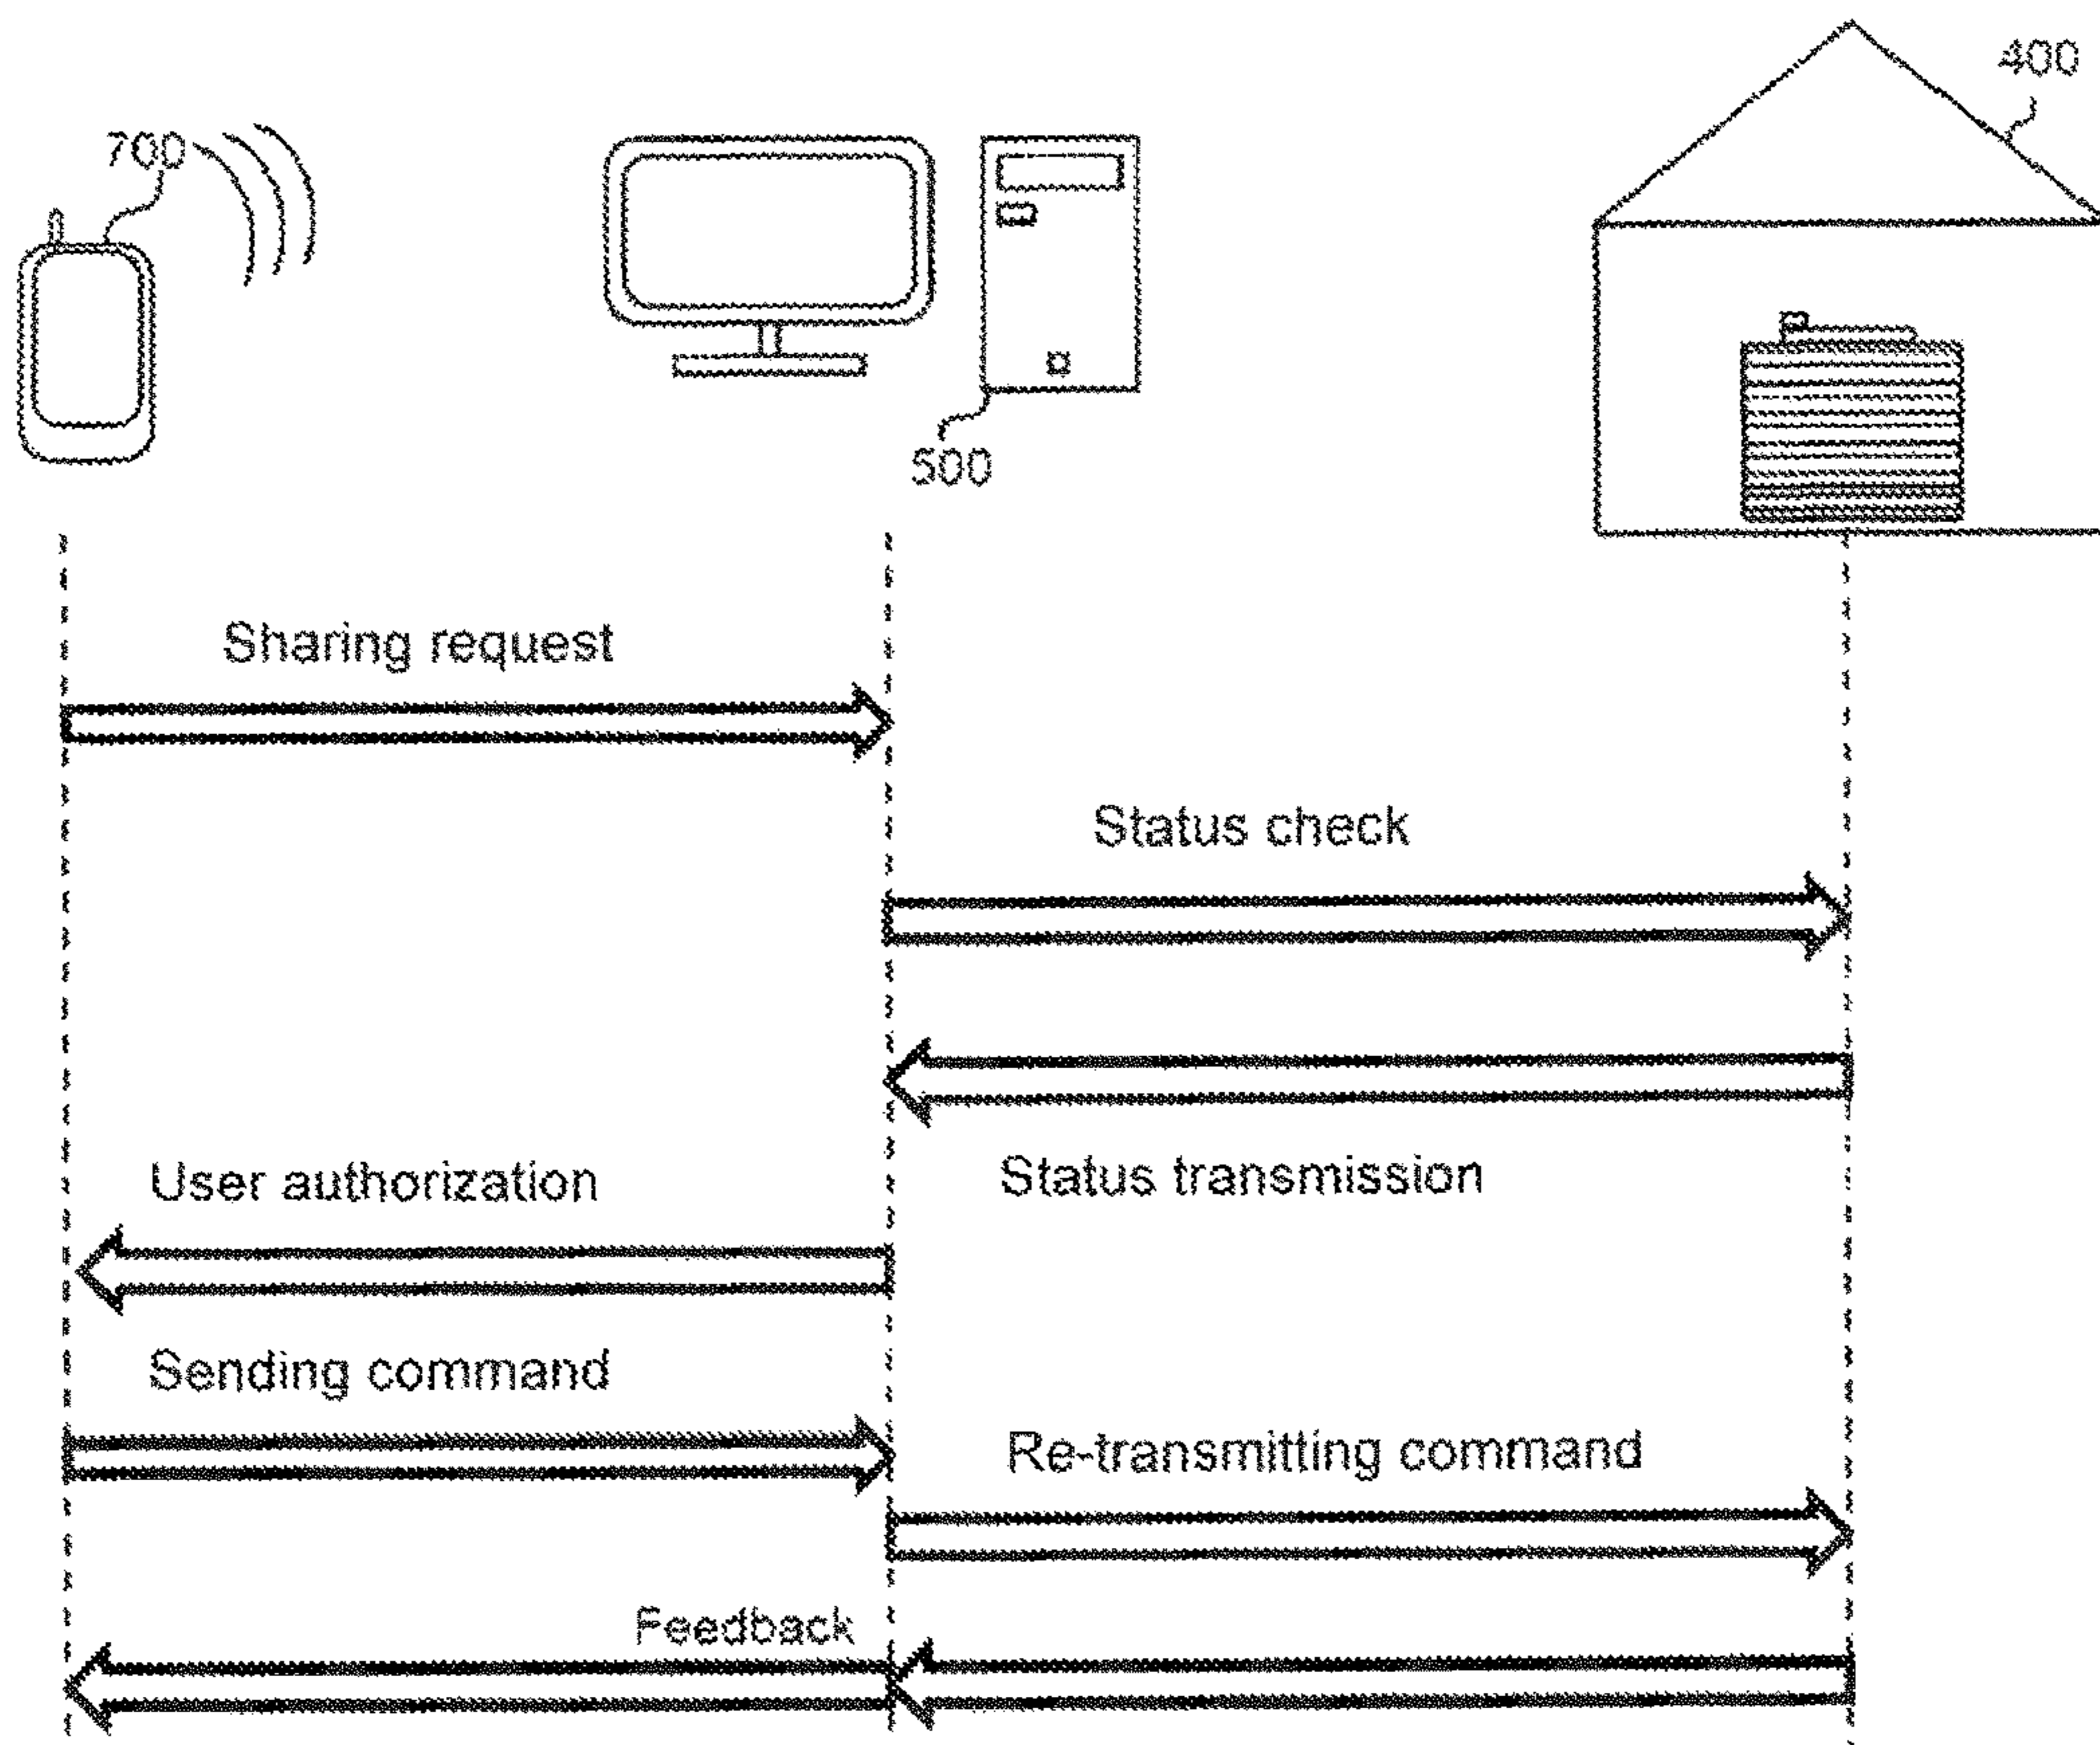 400
700
500
Sharing request
Status check
Status transmission
User authorization
Sending command
Re-transmitting command
Feedback